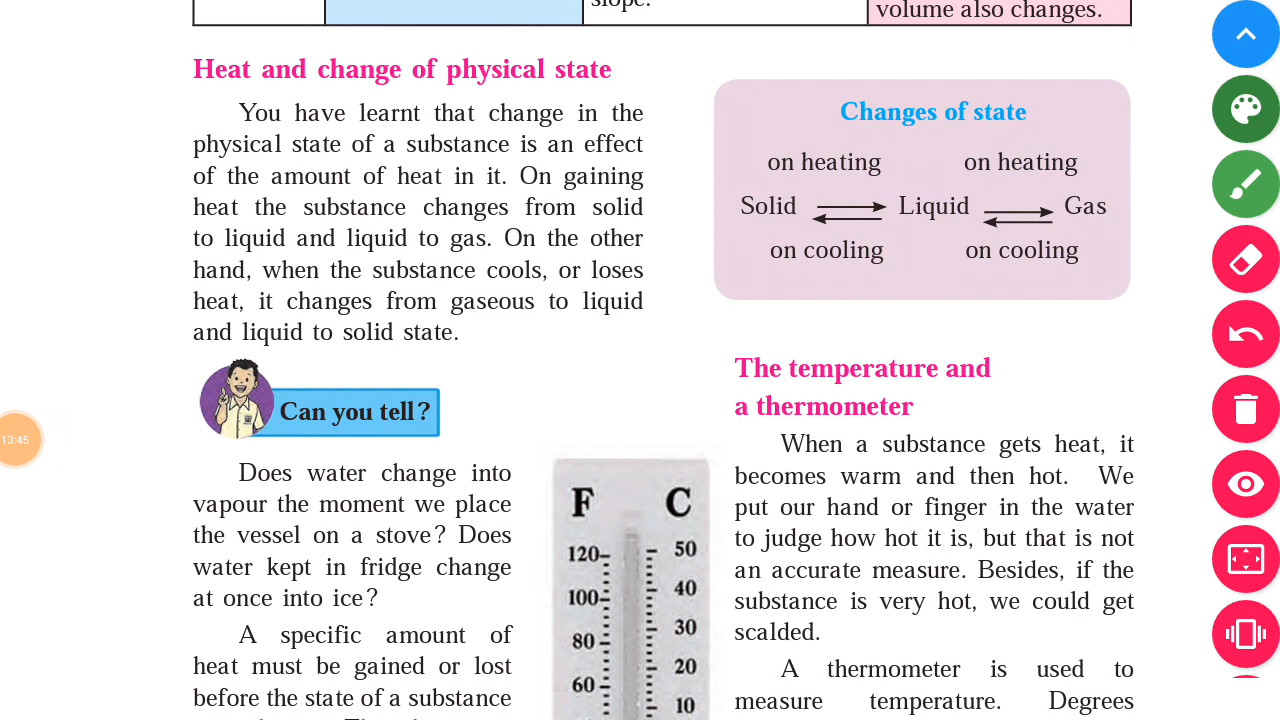 slope.
volume also changes.
Heat and change of physical state
You have learnt that change in the
physical state of a substance is an effect
of the amount of heat in it. On gaining
heat the substance changes from solid
to liquid and liquid to gas. On the other
hand, when the substance cools, or loses
heat, it changes from gaseous to liquid
and liquid to solid state.
Changes of state
on heating on heating
Solid Liquid Gas
on cooling on cooling
Can you tell?
Does water change into
vapour the moment we place
the vessel on a stove? Does
water kept in fridge change
at once into ice?
A specific amount of
heat must be gained or lost
before the state of a substance
F C
120 50
100 40
80 30
60 20
10
The temperature and
a thermometer
When a substance gets heat, it
becomes warm and then hot. We
put our hand or finger in the water
to judge how hot it is, but that is not
an accurate measure. Besides, if the
substance is very hot, we could get
scalded.
A thermometer is used to
measure temperature. Degrees
13:45